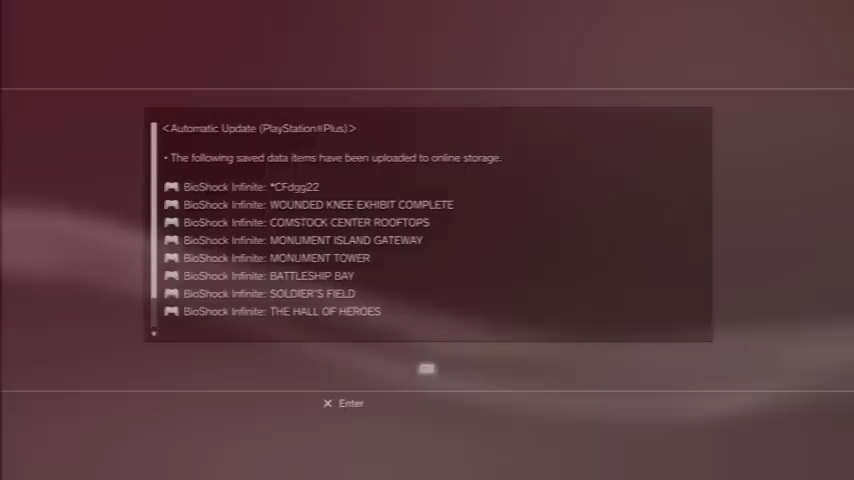 <Automatic Update (PlayStation®Plus)>
• The following saved data items have been uploaded to online storage.
BioShock Infinite: *CFdgg22
BioShock Infinite: WOUNDED KNEE EXHIBIT COMPLETE
BioShock Infinite: COMSTOCK CENTER ROOFTOPS
BioShock Infinite: MONUMENT ISLAND GATEWAY
BioShock Infinite: MONUMENT TOWER
BioShock Infinite: BATTLESHIP BAY
BioShock Infinite: SOLDIER'S FIELD
BioShock Infinite: THE HALL OF HEROES
Enter